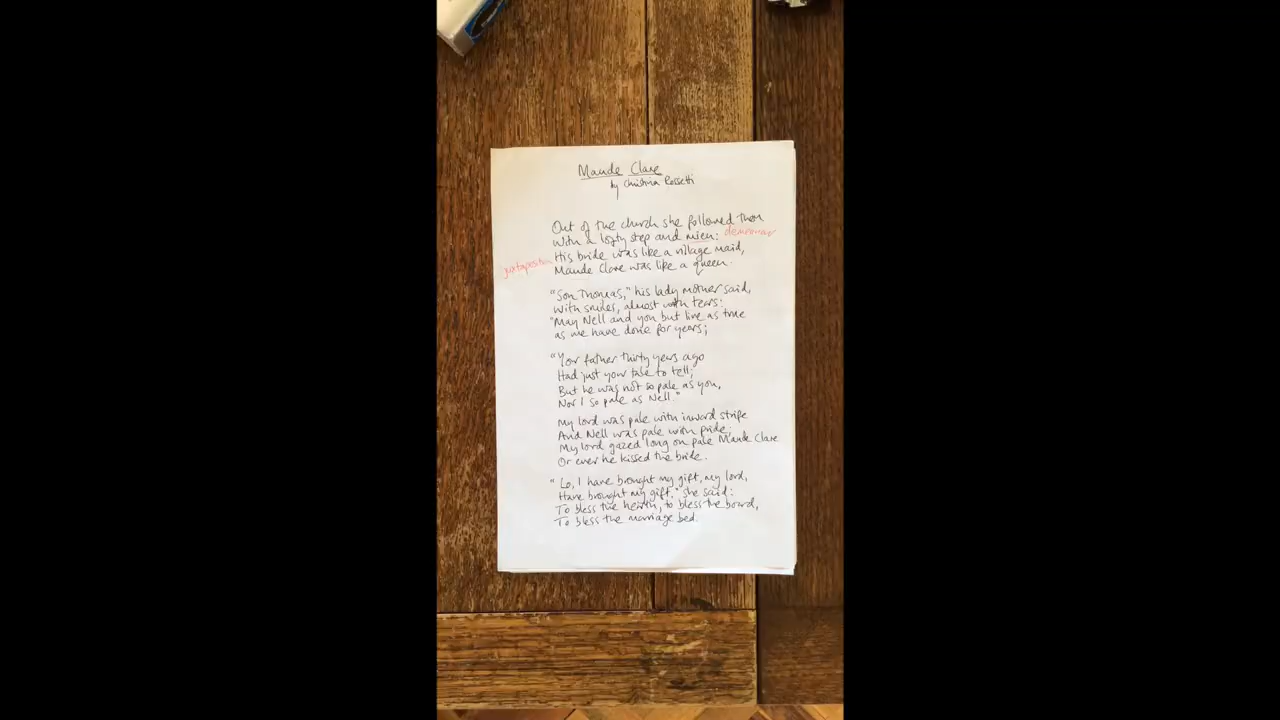 Maude Clare
by Christina Rossetti
Out of the church she followed them
With a lofty step and mien: demeanour
His bride was like a village maid,
juxtaposition
Maude Clare was like a queen.
"Son Thomas," his lady mother said,
With smiles, almost with tears:
"May Nell and you but live as true
as we have done for years;
"Your father thirty years ago
Had just your tale to tell;
But he was not so pale as you,
Nor I so pale as Nell."
My lord was pale with inward strife
And Nell was pale with pride;
My lord gazed long on pale Maude Clare
Or ever he kissed the bride.
"Lo, I have brought my gift, my lord,
Have brought my gift." she said:
To bless the hearth, to bless the board,
To bless the marriage bed.